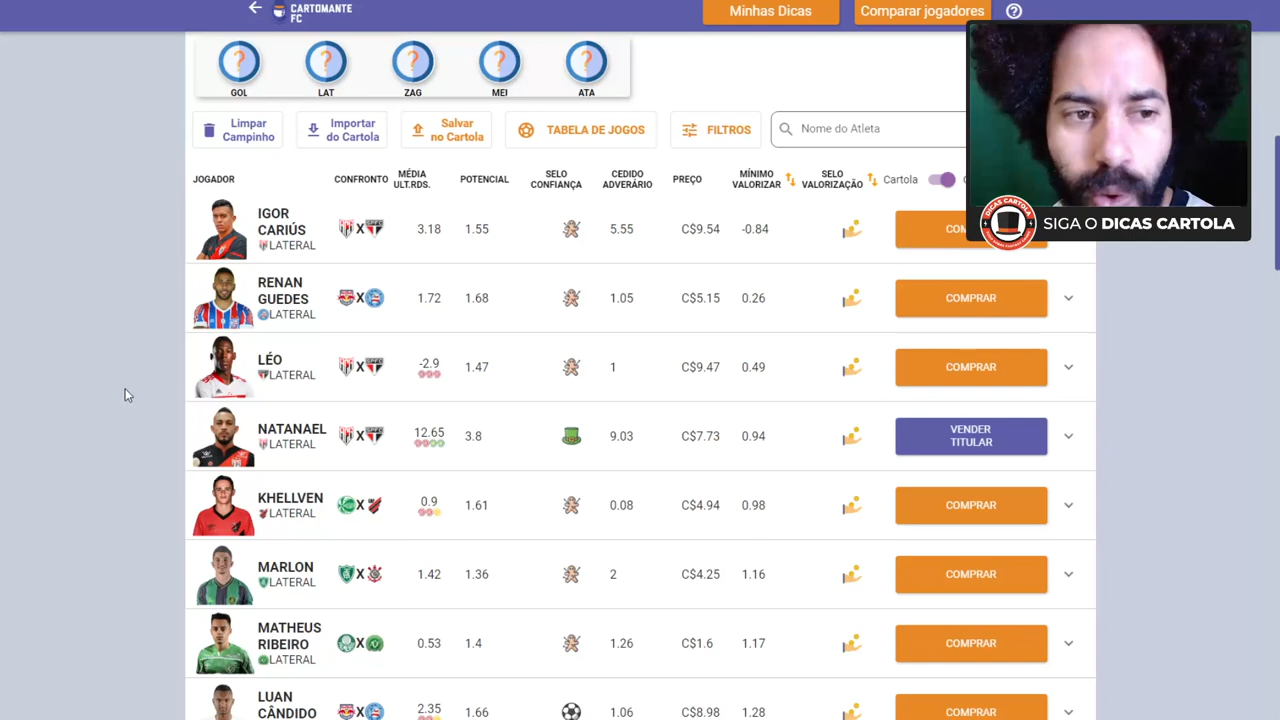 CARTOMANTE
FC
Minhas Dicas
Comparar jogadores
?
? ? ? ? ?
GOL LAT ZAG MEI ATA
Limpar
Campinho
Importar
do Cartola
Salvar
no Cartola
TABELA DE JOGOS
FILTROS
Nome do Atleta
JOGADOR
CONFRONTO
MÉDIA
ULT.RDS.
POTENCIAL
SELO
CONFIANÇA
CEDIDO
ADVERÁRIO
PREÇO
MÍNIMO
VALORIZAR
SELO
VALORIZAÇÃO
Cartola
DICAS CARTOLA
SIGA O DICAS CARTOLA
IGOR
CARIÚS
LATERAL
X
3.18 1.55 5.55 C$9.54 -0.84
COM
RENAN
GUEDES
LATERAL
X
1.72 1.68 1.05 C$5.15 0.26
COMPRAR
LÉO
LATERAL
X
-2.9 1.47 1 C$9.47 0.49
COMPRAR
NATANAEL
LATERAL
X
12.65 3.8 9.03 C$7.73 0.94
VENDER
TITULAR
KHELLVEN
LATERAL
X
0.9 1.61 0.08 C$4.94 0.98
COMPRAR
MARLON
LATERAL
X
1.42 1.36 2 C$4.25 1.16
COMPRAR
MATHEUS
RIBEIRO
LATERAL
X
0.53 1.4 1.26 C$1.6 1.17
COMPRAR
LUAN
CÂNDIDO
X
2.35 1.66 1.06 C$8.98 1.28
COMPRAR